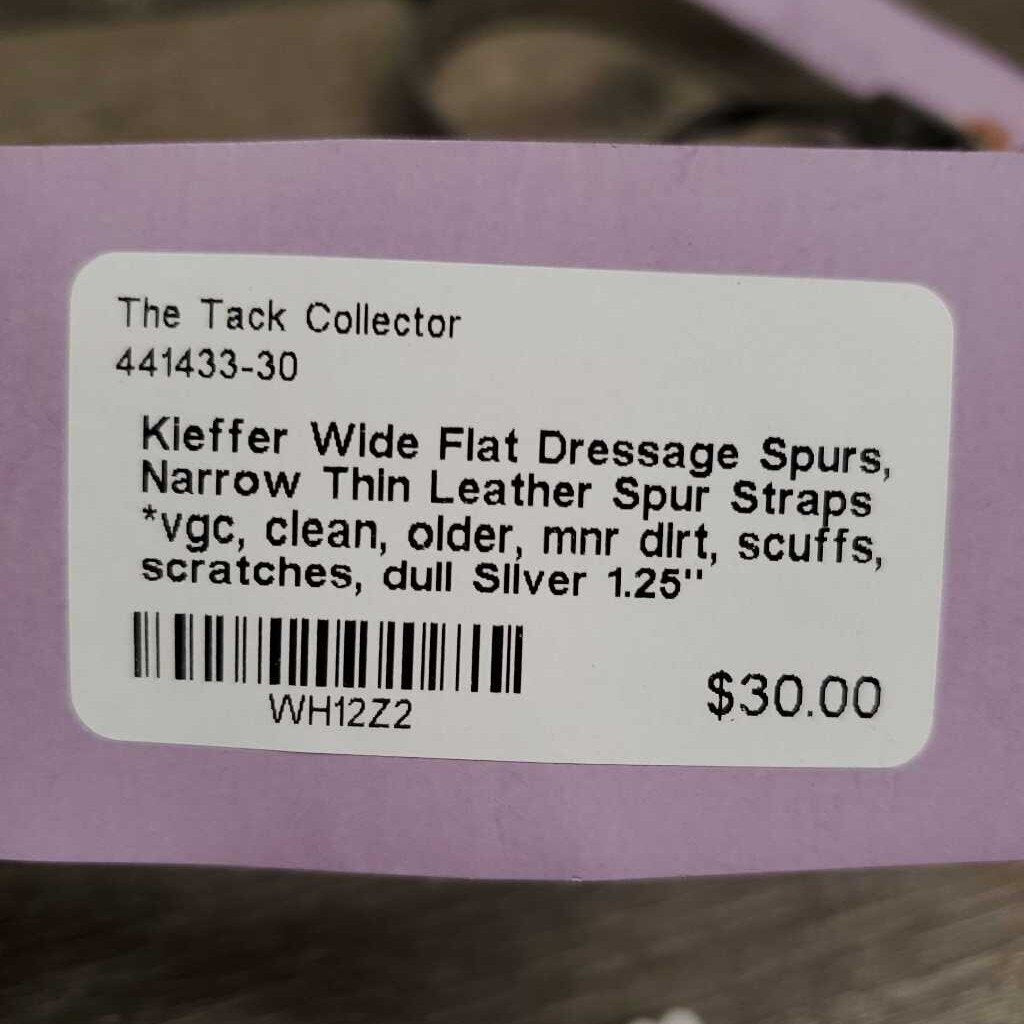 The Tack Collector
441433-30
Kieffer Wide Flat Dressage Spurs,
Narrow Thin Leather Spur Straps
*vgc, clean, older, mnr dirt, scuffs,
scratches, dull Silver 1.25"
WH12Z2
$30.00